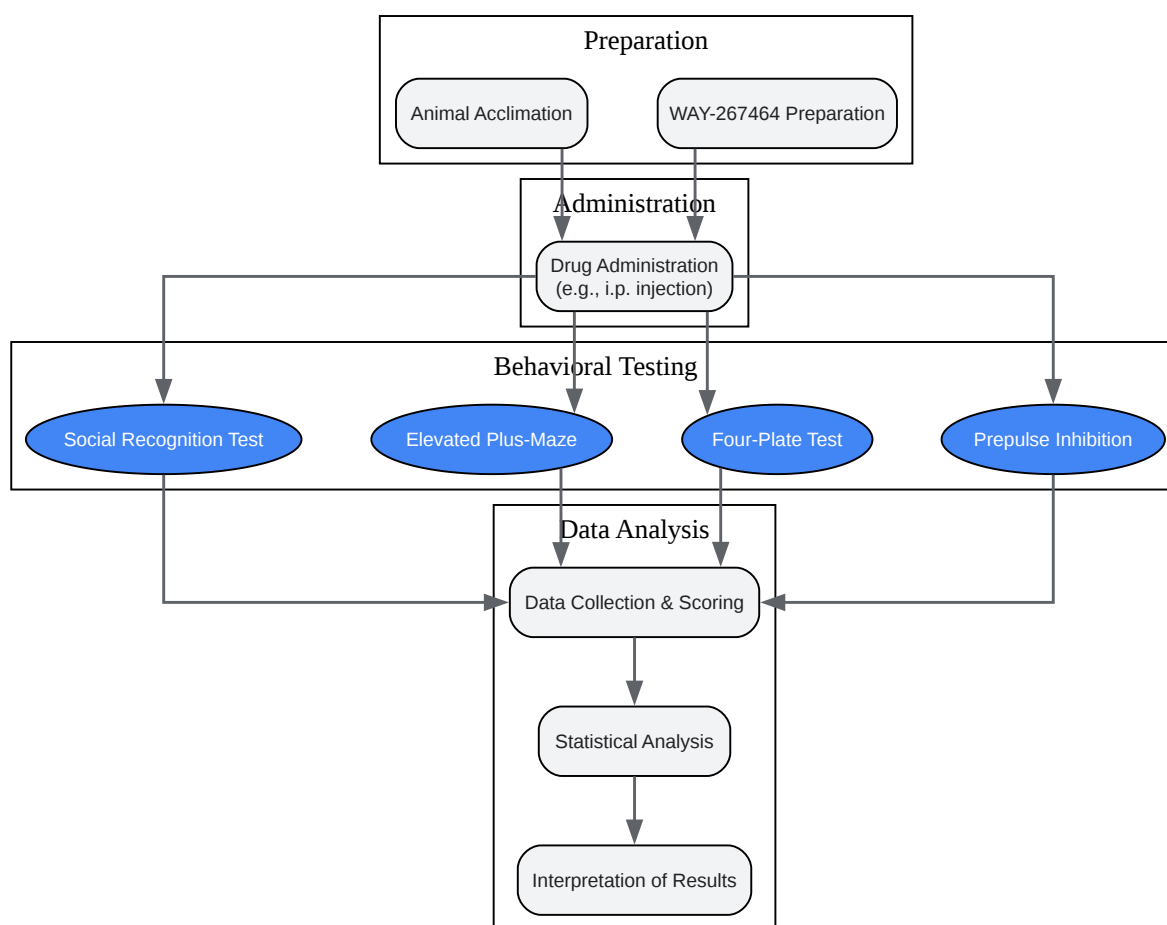 Preparation
Animal Acclimation
WAY-267464 Preparation
Administration
Drug Administration
(e.g., i.p. injection)
Behavioral Testing
Social Recognition Test
Elevated Plus-Maze
Four-Plate Test
Prepulse Inhibition
Data Analysis
Data Collection & Scoring
Statistical Analysis
Interpretation of Results